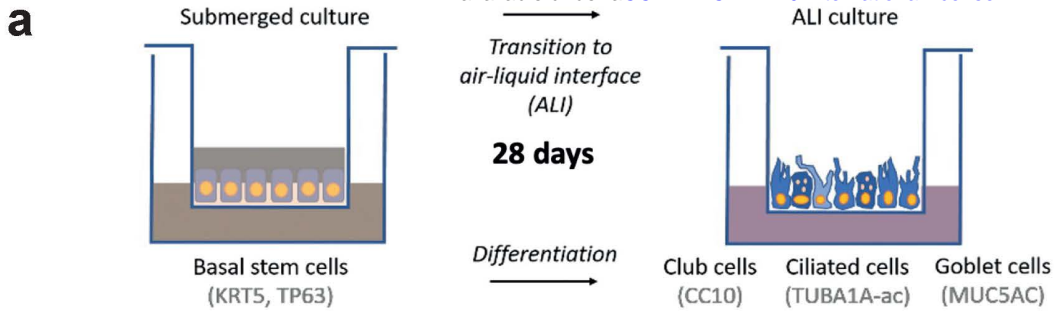 a
Submerged culture
ALI culture
Transition to
air-liquid interface
(ALI)
28 days
Differentiation
Basal stem cells
(KRT5, TP63)
Club cells
(CC10)
Ciliated cells
(TUBA1A-ac)
Goblet cells
(MUC5AC)